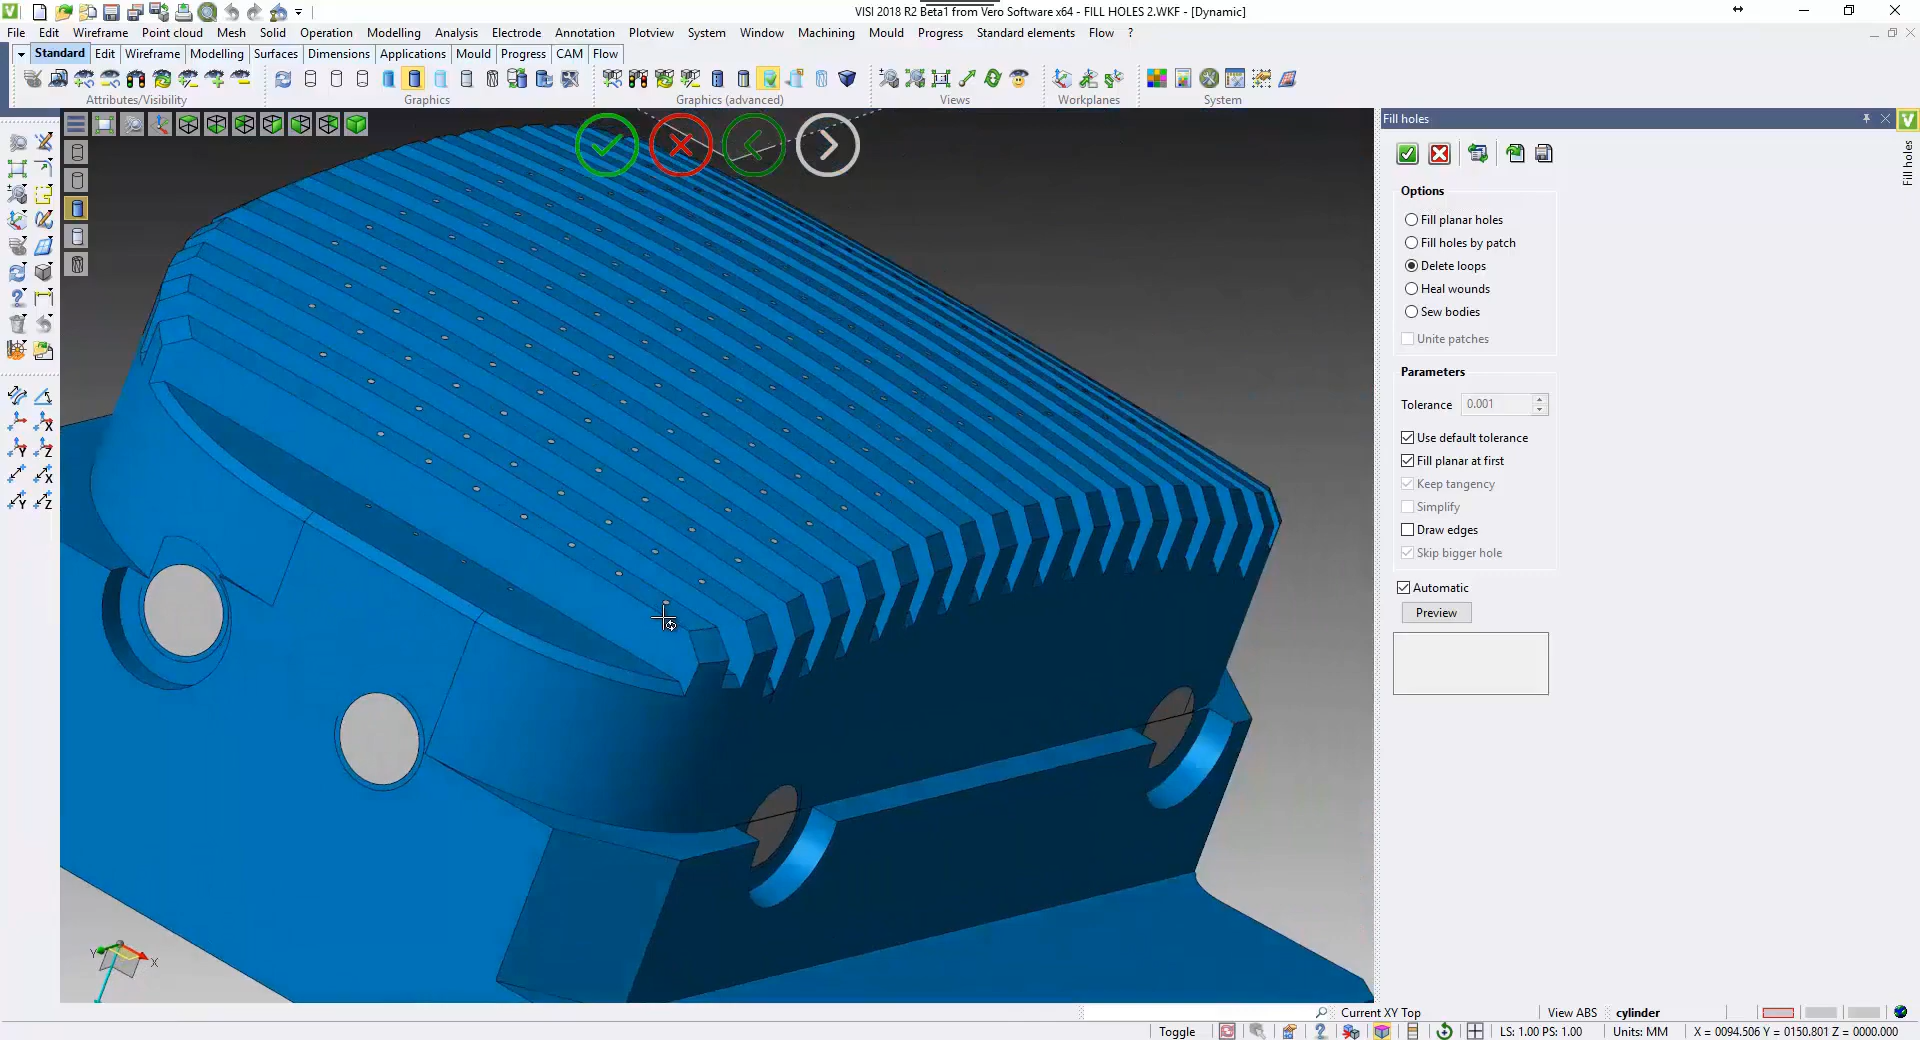 VISI 2018 R2 Beta1 from Vero Software x64 - FILL HOLES 2.WKF - [Dynamic]
File Edit Wireframe Point cloud Mesh Solid Operation Modelling Analysis Electrode Annotation Plotview System Window Machining Mould Progress Standard elements Flow ?
Standard Edit Wireframe Modelling Surfaces Dimensions Applications Mould Progress CAM Flow
Attributes/Visibility Graphics Graphics (advanced) Views Workplanes System
Fill holes
Fill holes
Options
Fill planar holes
Fill holes by patch
Delete loops
Heal wounds
Sew bodies
Unite patches
Parameters
Tolerance 0.001
Use default tolerance
Fill planar at first
Keep tangency
Simplify
Draw edges
Skip bigger hole
Automatic
Preview
X
Y Z
X
Y Z
Y X
Current XY Top View ABS cylinder
Toggle LS: 1.00 PS: 1.00 Units: MM X = 0094.506 Y = 0150.801 Z = 0000.000